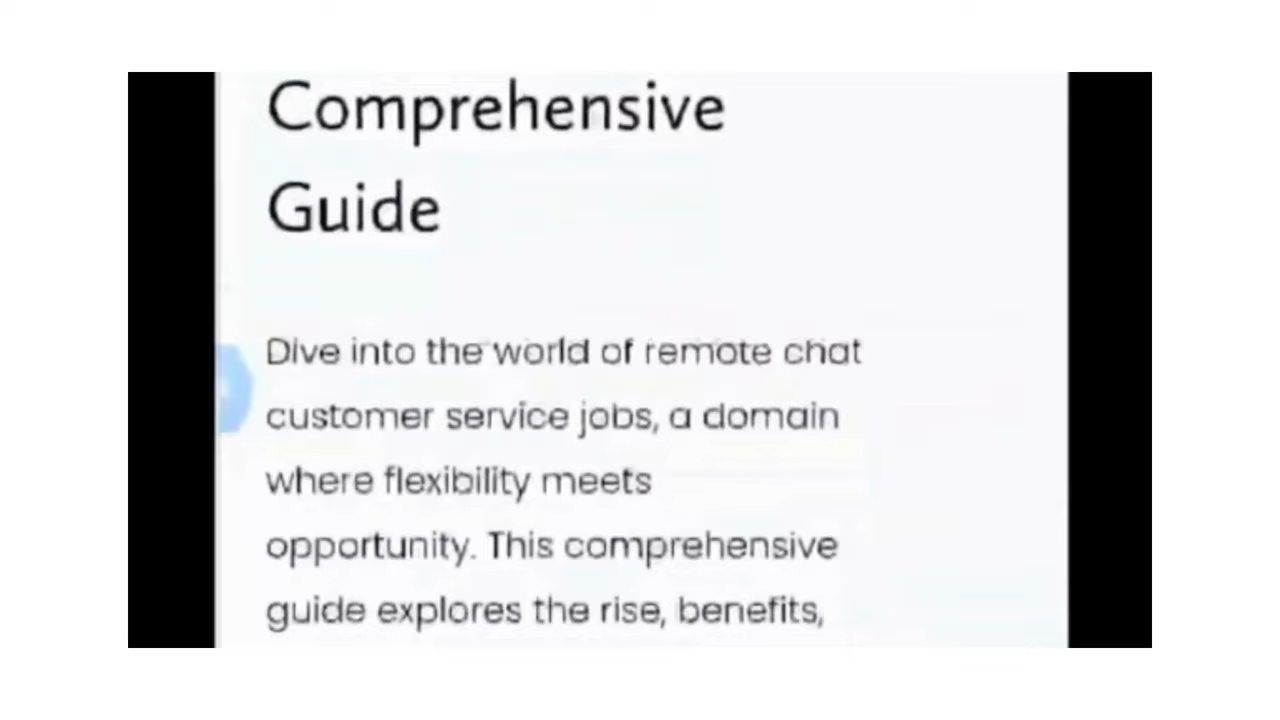 Comprehensive
Guide
Dive into the world of remote chat
customer service jobs, a domain
where flexibility meets
opportunity. This comprehensive
guide explores the rise, benefits,